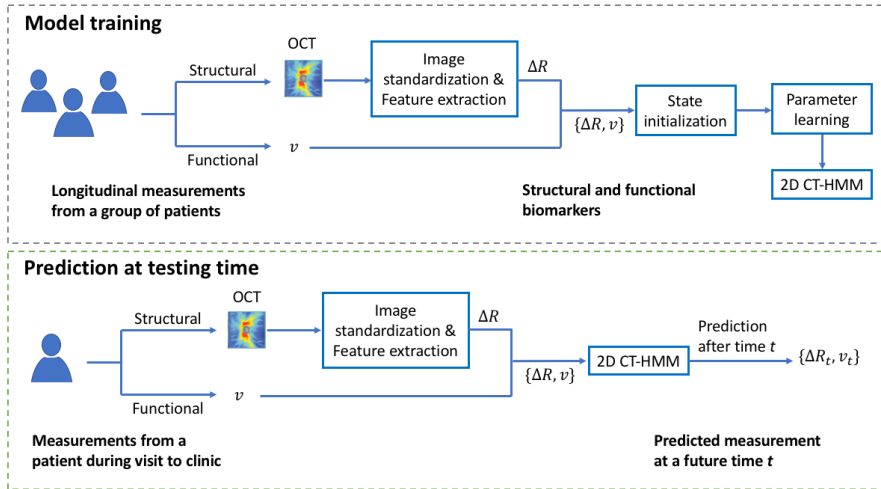 Model training
OCT
Structural
Image
standardization &
Feature extraction
Δ𝑅
{Δ𝑅, 𝑣}
State
initialization
Parameter
learning
Functional
𝑣
2D CT-HMM
Longitudinal measurements
from a group of patients
Structural and functional
biomarkers
Prediction at testing time
OCT
Structural
Image
standardization &
Feature extraction
Δ𝑅
{Δ𝑅, 𝑣}
2D CT-HMM
Prediction
after time t
{Δ𝑅ₜ, 𝑣ₜ}
Functional
𝑣
Measurements from a
patient during visit to clinic
Predicted measurement
at a future time t